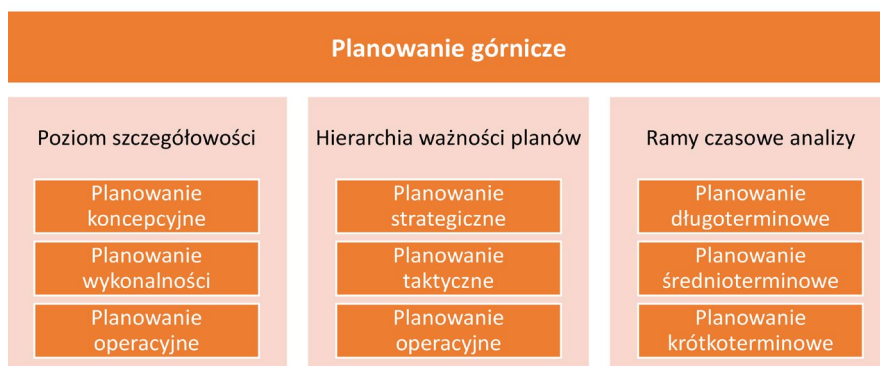 Planowanie górnicze
Poziom szczegółowości
Planowanie
koncepcyjne
Planowanie
wykonalności
Planowanie
operacyjne
Hierarchia ważności planów
Planowanie
strategiczne
Planowanie
taktyczne
Planowanie
operacyjne
Ramy czasowe analizy
Planowanie
długoterminowe
Planowanie
średnioterminowe
Planowanie
krótkoterminowe